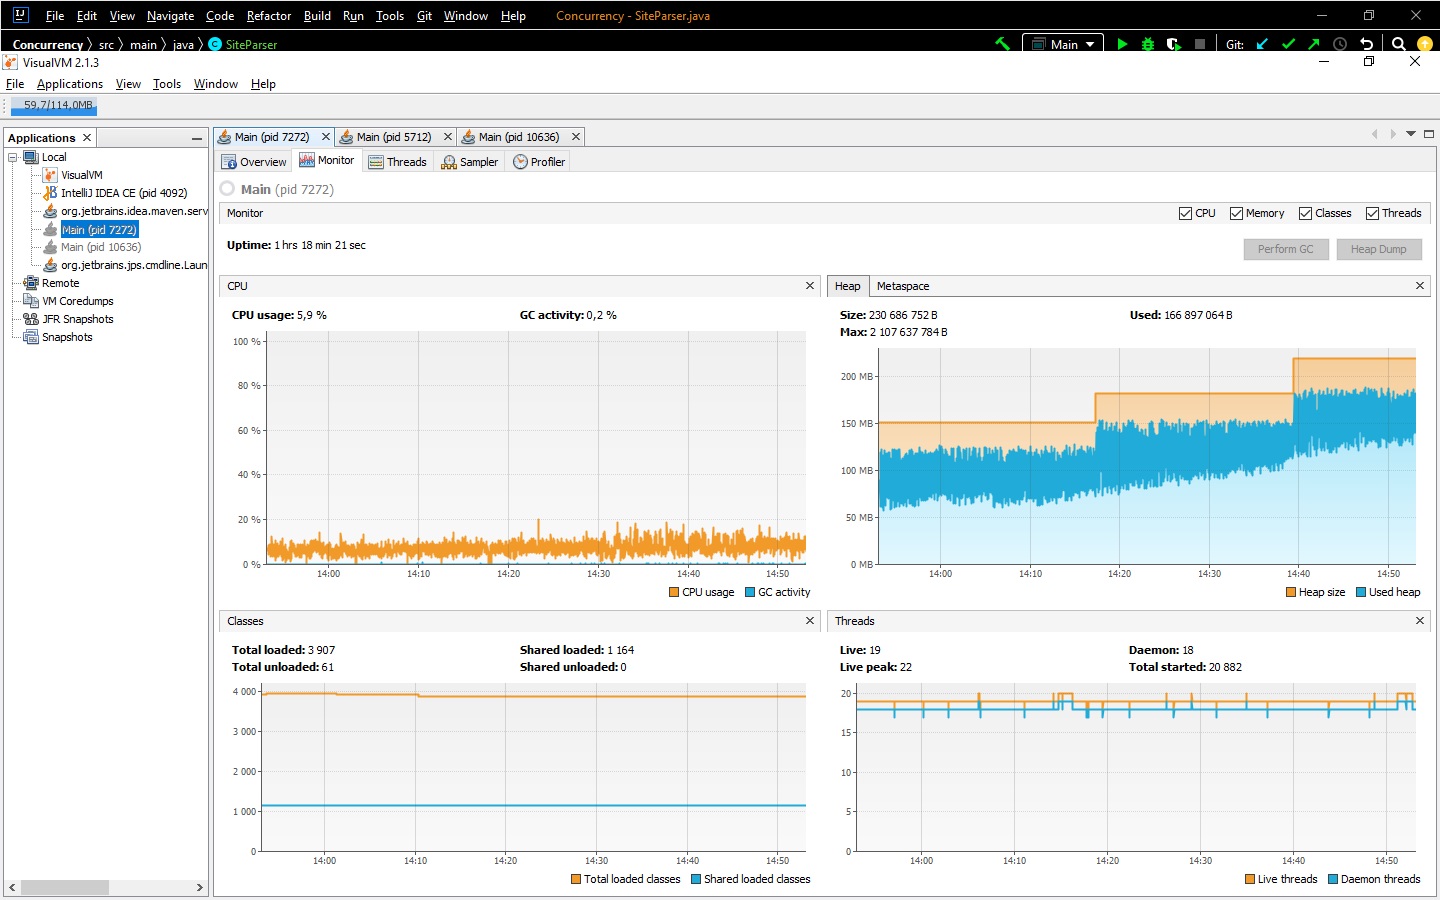 File Edit View Navigate Code Refactor Build Run Tools Git Window Help Concurrency - SiteParser.java
Concurrency src main java SiteParser Main Git:
VisualVM 2.1.3
File Applications View Tools Window Help
59,7/114,0MB
Applications
Local
VisualVM
IntelliJ IDEA CE (pid 4092)
org.jetbrains.idea.maven.serv
Main (pid 7272)
Main (pid 10636)
org.jetbrains.jps.cmdline.Laun
Remote
VM Coredumps
JFR Snapshots
Snapshots
Main (pid 7272) Main (pid 5712) Main (pid 10636)
Overview Monitor Threads Sampler Profiler
Main (pid 7272)
Monitor CPU Memory Classes Threads
Uptime: 1 hrs 18 min 21 sec Perform GC Heap Dump
CPU
CPU usage: 5,9 % GC activity: 0,2 %
100 %
80 %
60 %
40 %
20 %
0 %
14:00 14:10 14:20 14:30 14:40 14:50
CPU usage GC activity
Heap Metaspace
Size: 230 686 752 B Used: 166 897 064 B
Max: 2 107 637 784 B
200 MB
150 MB
100 MB
50 MB
0 MB
14:00 14:10 14:20 14:30 14:40 14:50
Heap size Used heap
Classes
Total loaded: 3 907 Shared loaded: 1 164
Total unloaded: 61 Shared unloaded: 0
4 000
3 000
2 000
1 000
0
14:00 14:10 14:20 14:30 14:40 14:50
Total loaded classes Shared loaded classes
Threads
Live: 19 Daemon: 18
Live peak: 22 Total started: 20 882
20
15
10
5
0
14:00 14:10 14:20 14:30 14:40 14:50
Live threads Daemon threads